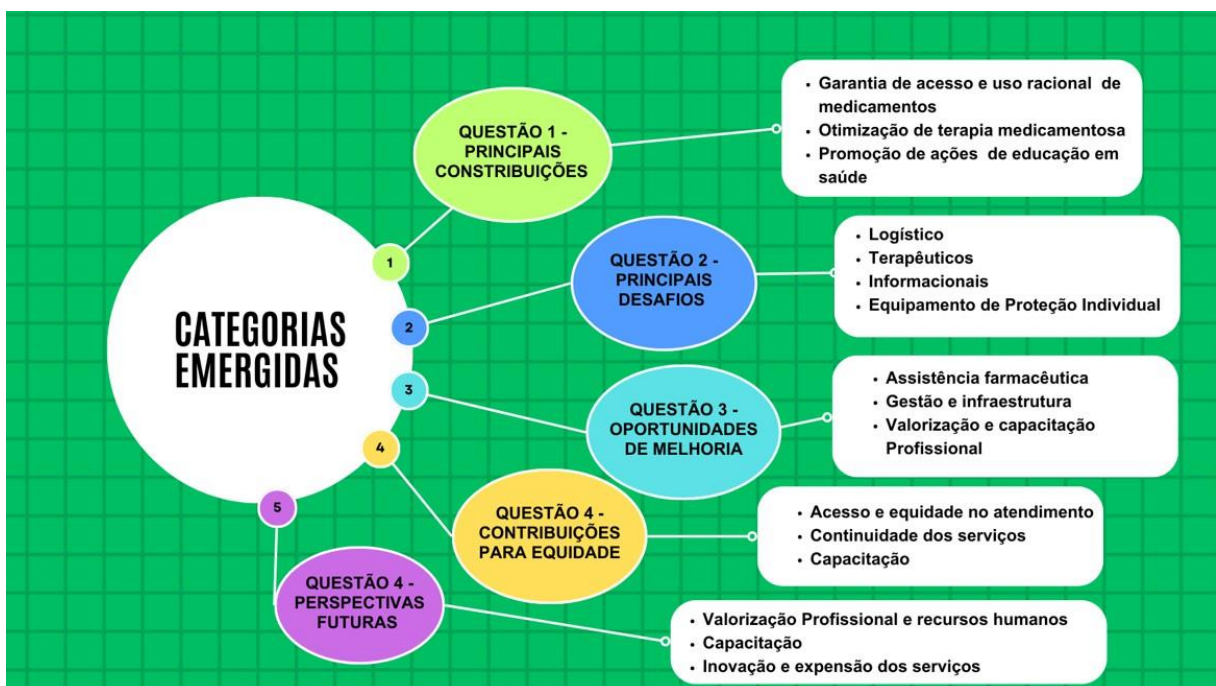 CATEGORIAS
EMERGIDAS
1
QUESTÃO 1 -
PRINCIPAIS
CONSTRIBUIÇÕES
• Garantia de acesso e uso racional de
medicamentos
• Otimização de terapia medicamentosa
• Promoção de ações de educação em
saúde
2
QUESTÃO 2 -
PRINCIPAIS
DESAFIOS
• Logístico
• Terapêuticos
• Informacionais
• Equipamento de Proteção Individual
3
QUESTÃO 3 -
OPORTUNIDADES
DE MELHORIA
• Assistência farmacêutica
• Gestão e infraestrutura
• Valorização e capacitação
Profissional
4
QUESTÃO 4 -
CONTRIBUIÇÕES
PARA EQUIDADE
• Acesso e equidade no atendimento
• Continuidade dos serviços
• Capacitação
5
QUESTÃO 4 -
PERSPECTIVAS
FUTURAS
• Valorização Profissional e recursos humanos
• Capacitação
• Inovação e expensão dos serviços